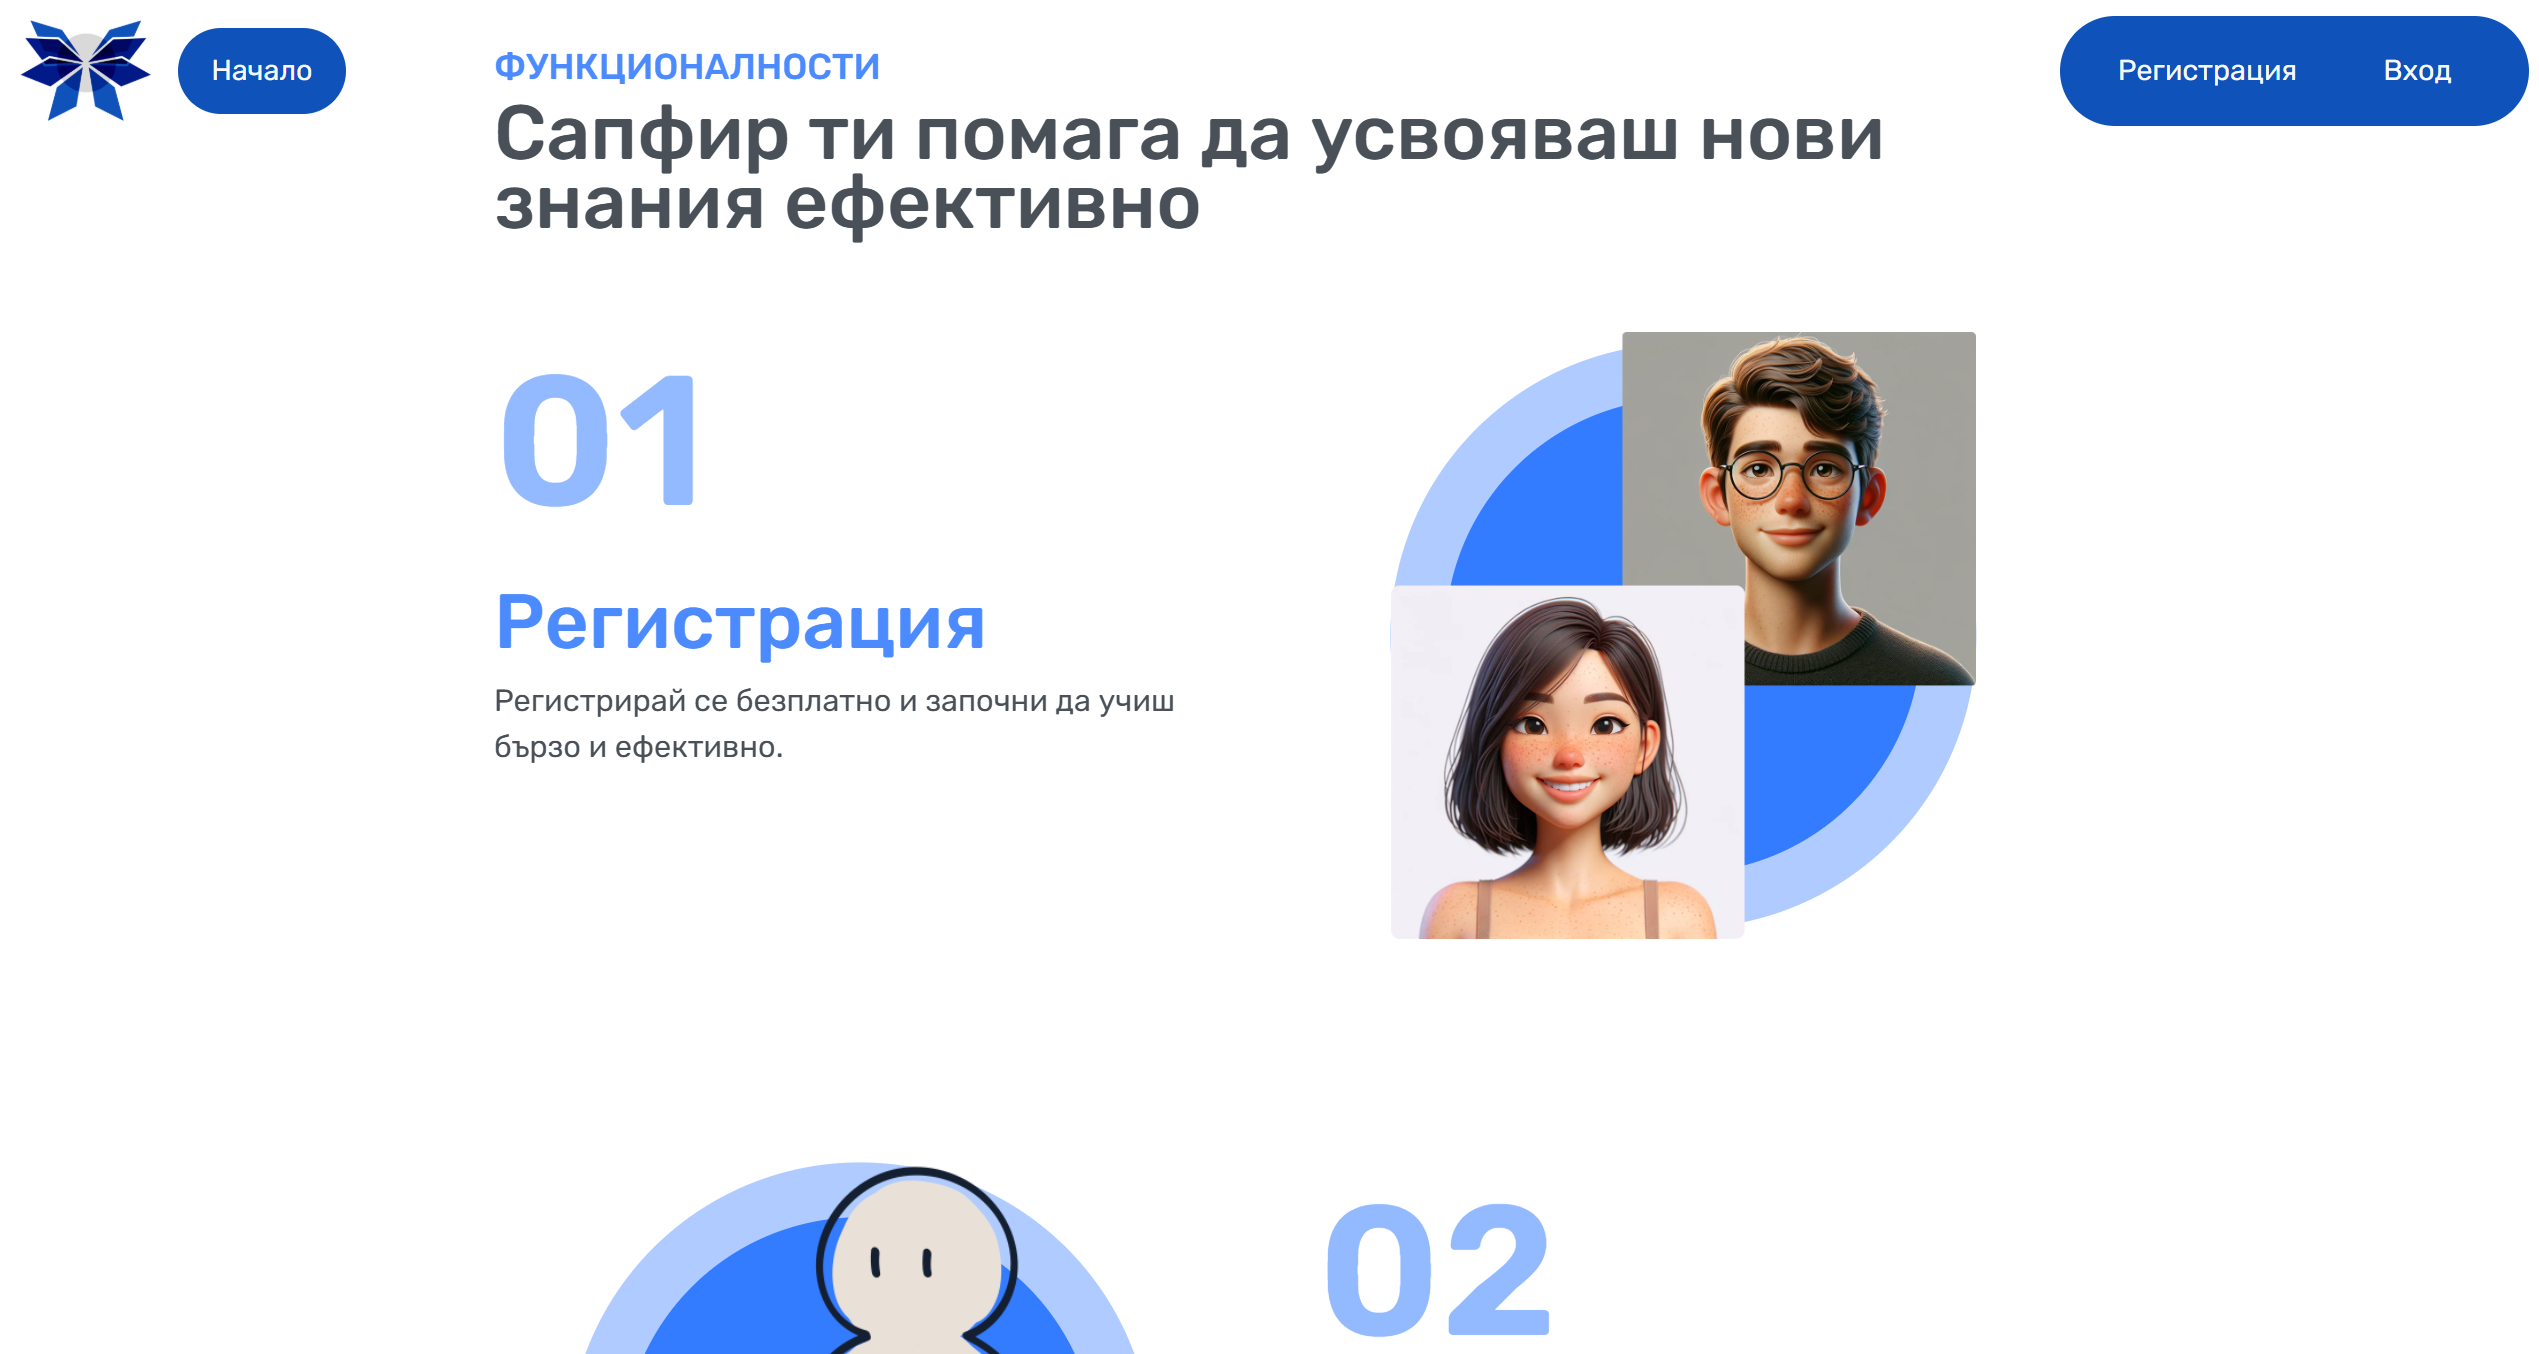 Начало
Регистрация
Вход
ФУНКЦИОНАЛНОСТИ
Сапфир ти помага да усвояваш нови
знания ефективно
01
Регистрация
Регистрирай се безплатно и започни да учиш
бързо и ефективно.
02